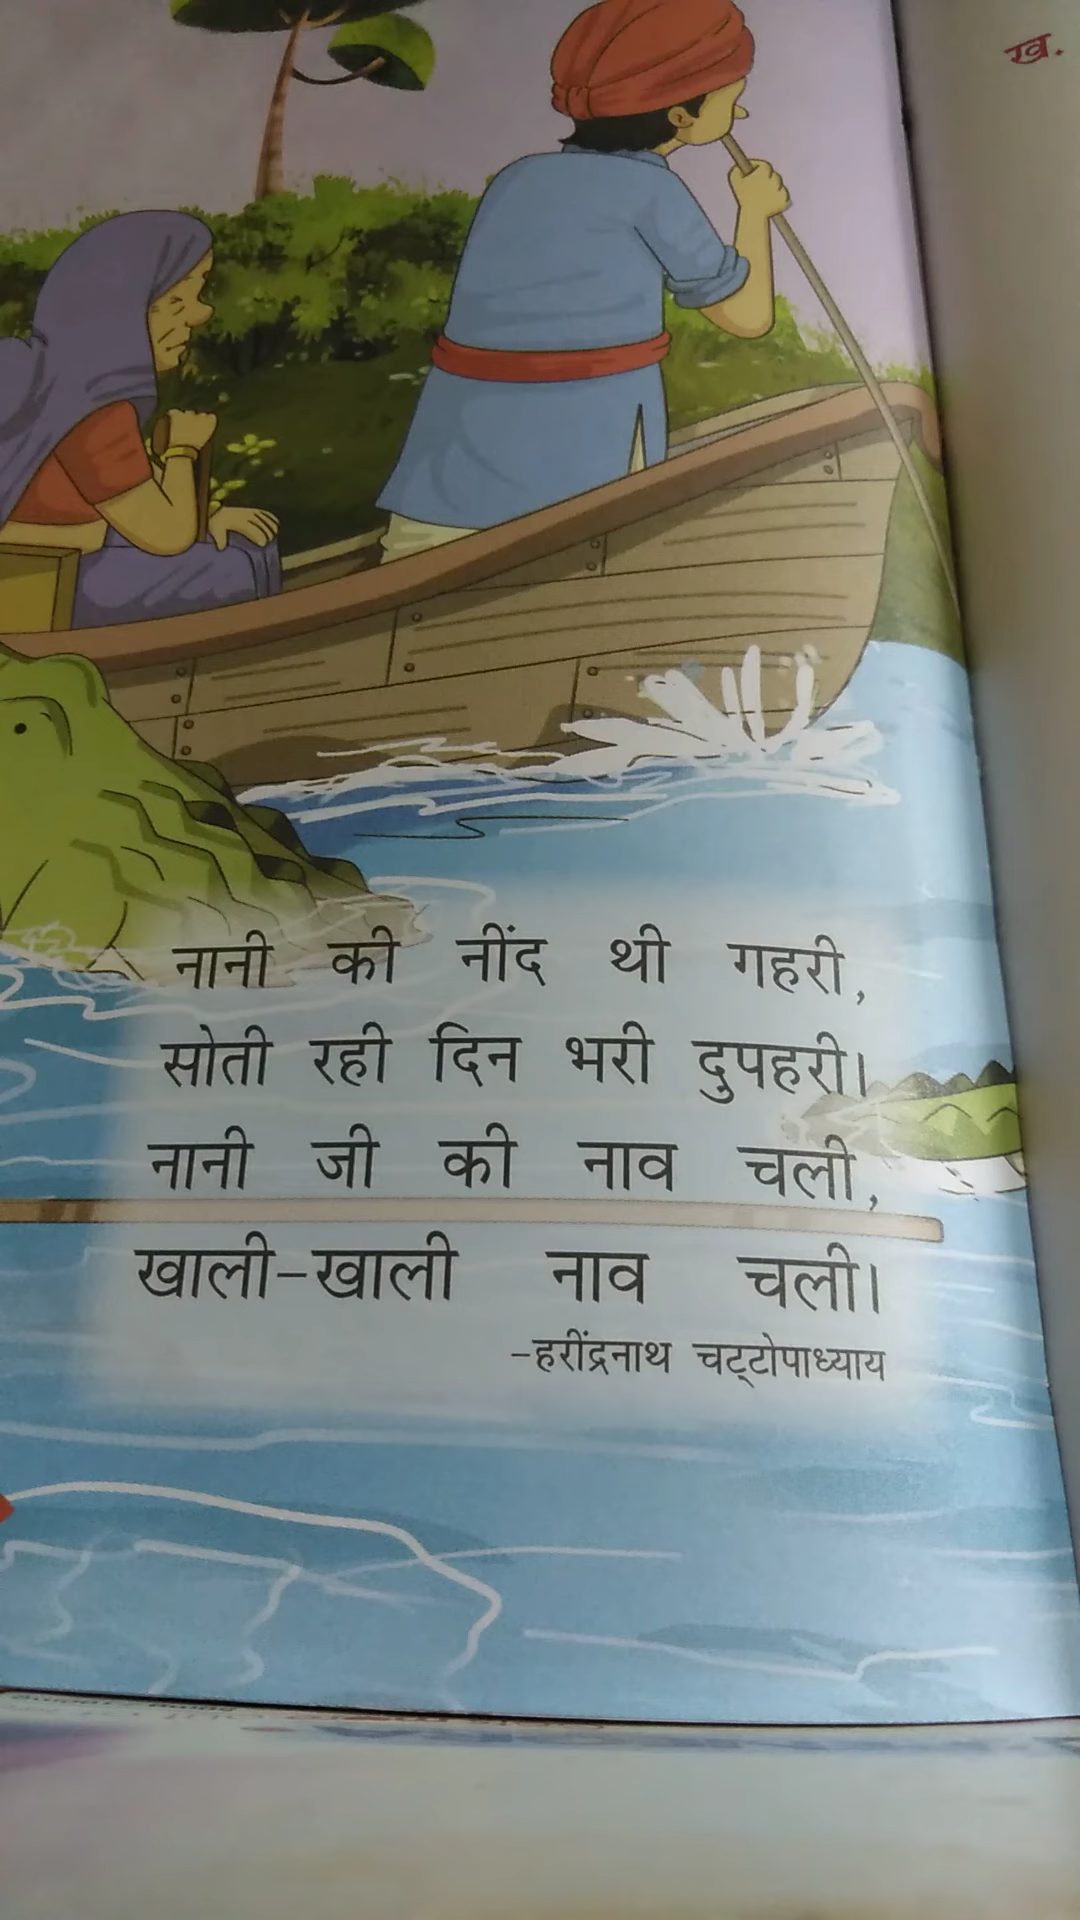 ख.
नानी की नींद थी गहरी,
सोती रही दिन भरी दुपहरी।
नानी जी की नाव चली,
खाली-खाली नाव चली।
-हरींद्रनाथ चट्टोपाध्याय